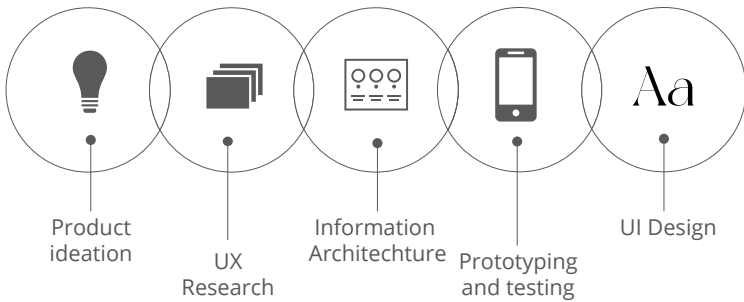 Aa
Product
ideation
UX
Research
Information
Architechture
Prototyping
and testing
UI Design